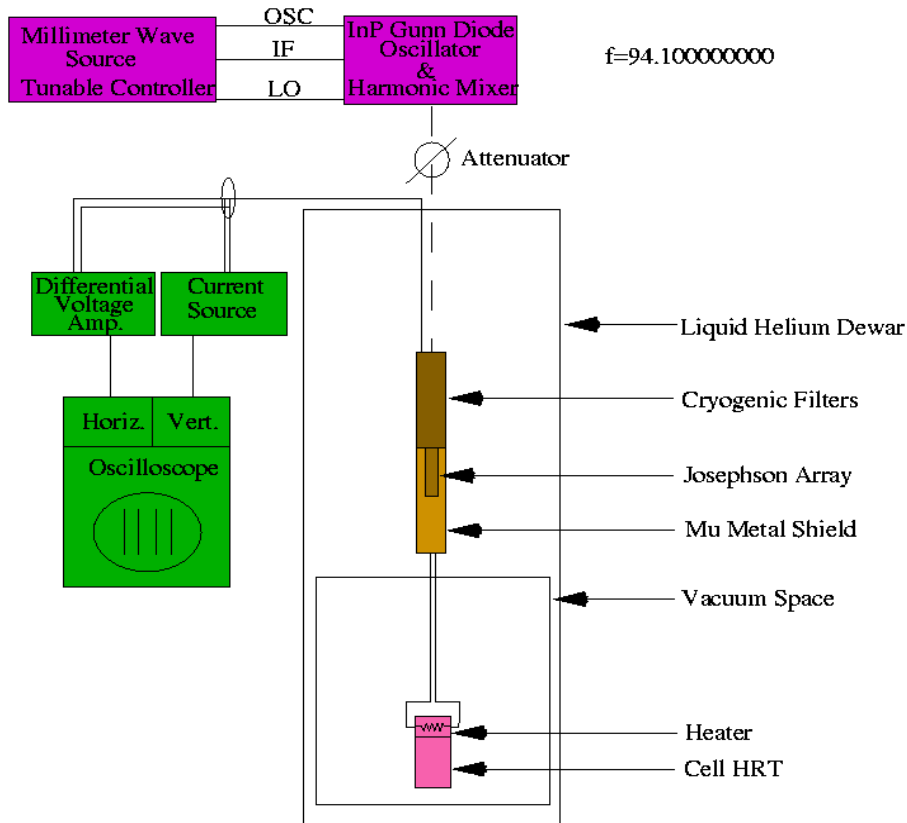 Millimeter Wave
Source
Tunable Controller
OSC
IF
LO
InP Gunn Diode
Oscillator
&
Harmonic Mixer
f=94.100000000
Attenuator
Differential
Voltage
Amp.
Current
Source
Horiz.
Vert.
Oscilloscope
Liquid Helium Dewar
Cryogenic Filters
Josephson Array
Mu Metal Shield
Vacuum Space
Heater
Cell HRT